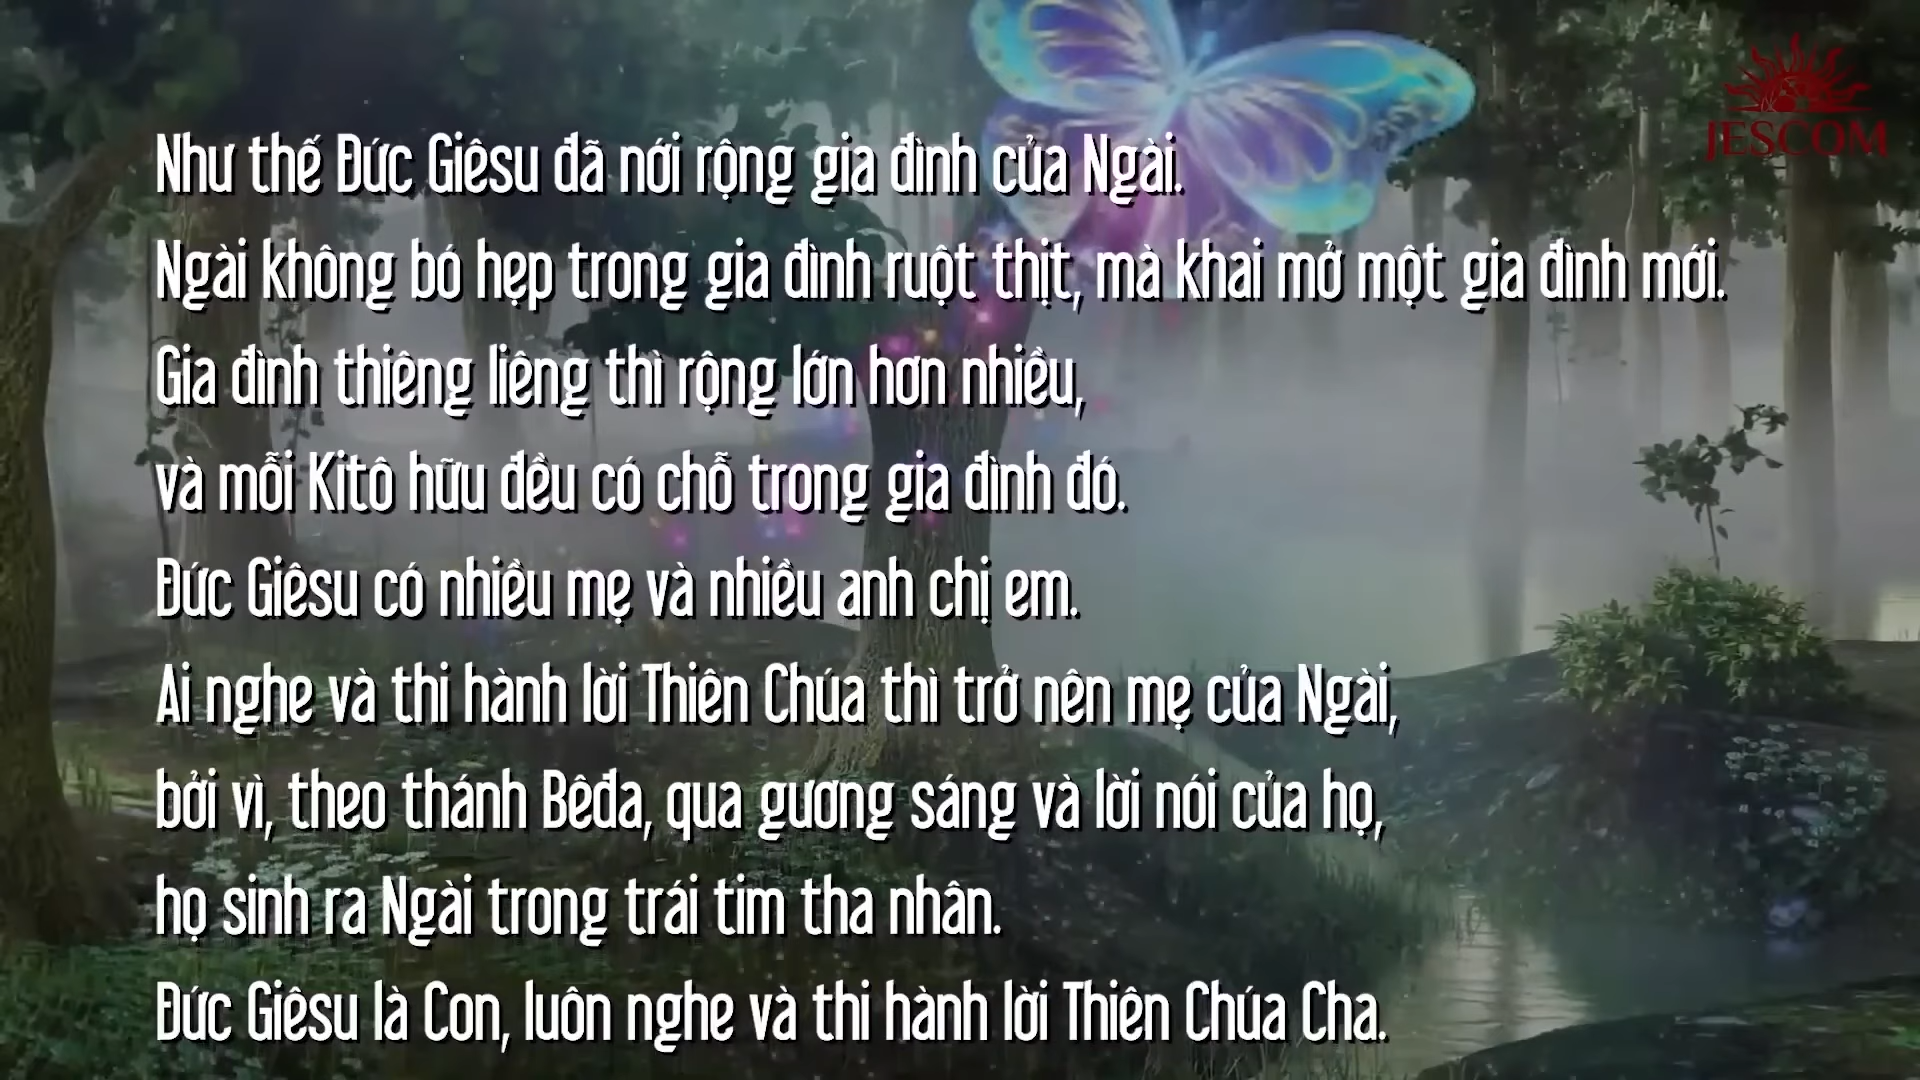 JESCOM
Như thế Đức Giêsu đã nới rộng gia đình của Ngài.
Ngài không bó hẹp trong gia đình ruột thịt, mà khai mở một gia đình mới.
Gia đình thiêng liêng thì rộng lớn hơn nhiều,
và mỗi Kitô hữu đều có chỗ trong gia đình đó.
Đức Giêsu có nhiều mẹ và nhiều anh chị em.
Ai nghe và thi hành lời Thiên Chúa thì trở nên mẹ của Ngài,
bởi vì, theo thánh Bêđa, qua gương sáng và lời nói của họ,
họ sinh ra Ngài trong trái tim tha nhân.
Đức Giêsu là Con, luôn nghe và thi hành lời Thiên Chúa Cha.